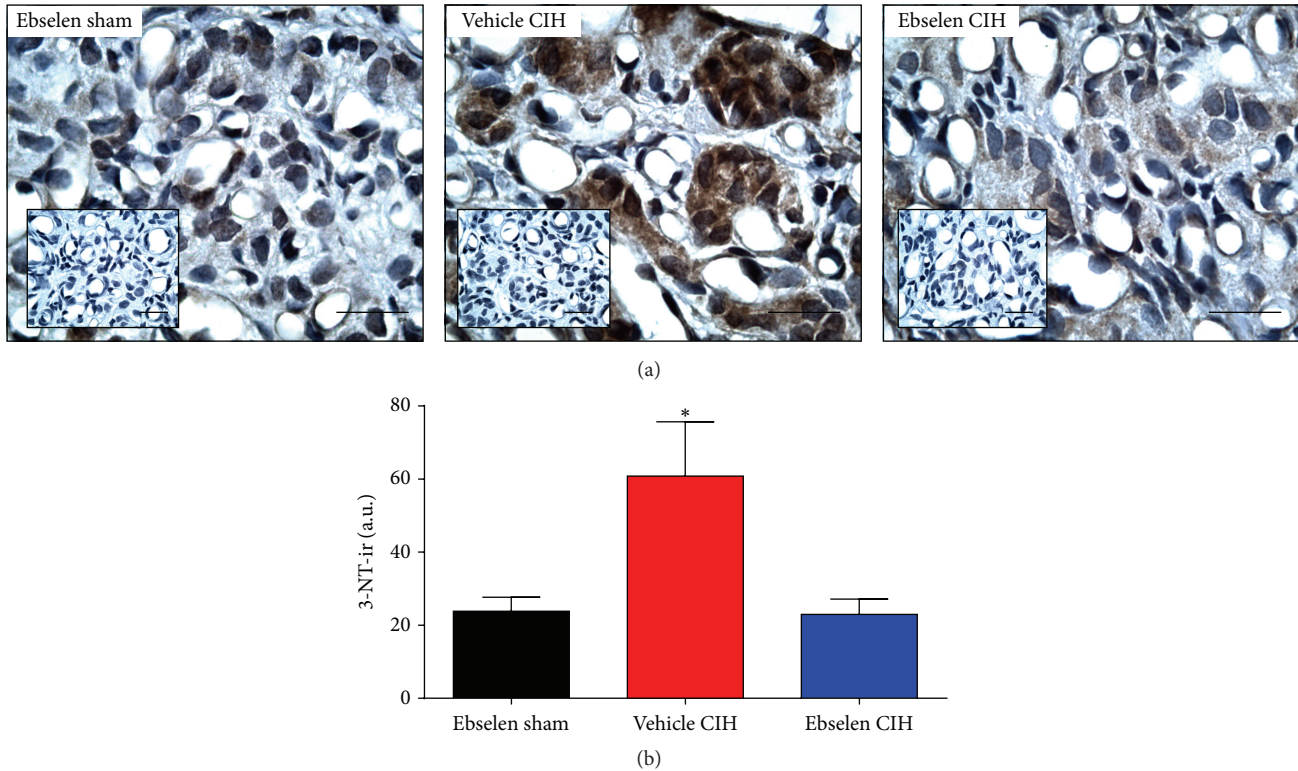 Ebselen sham
Vehicle CIH
Ebselen CIH
(a)
80
60
40
20
0
3-NT-ir (a.u.)
*
Ebselen sham
Vehicle CIH
Ebselen CIH
(b)